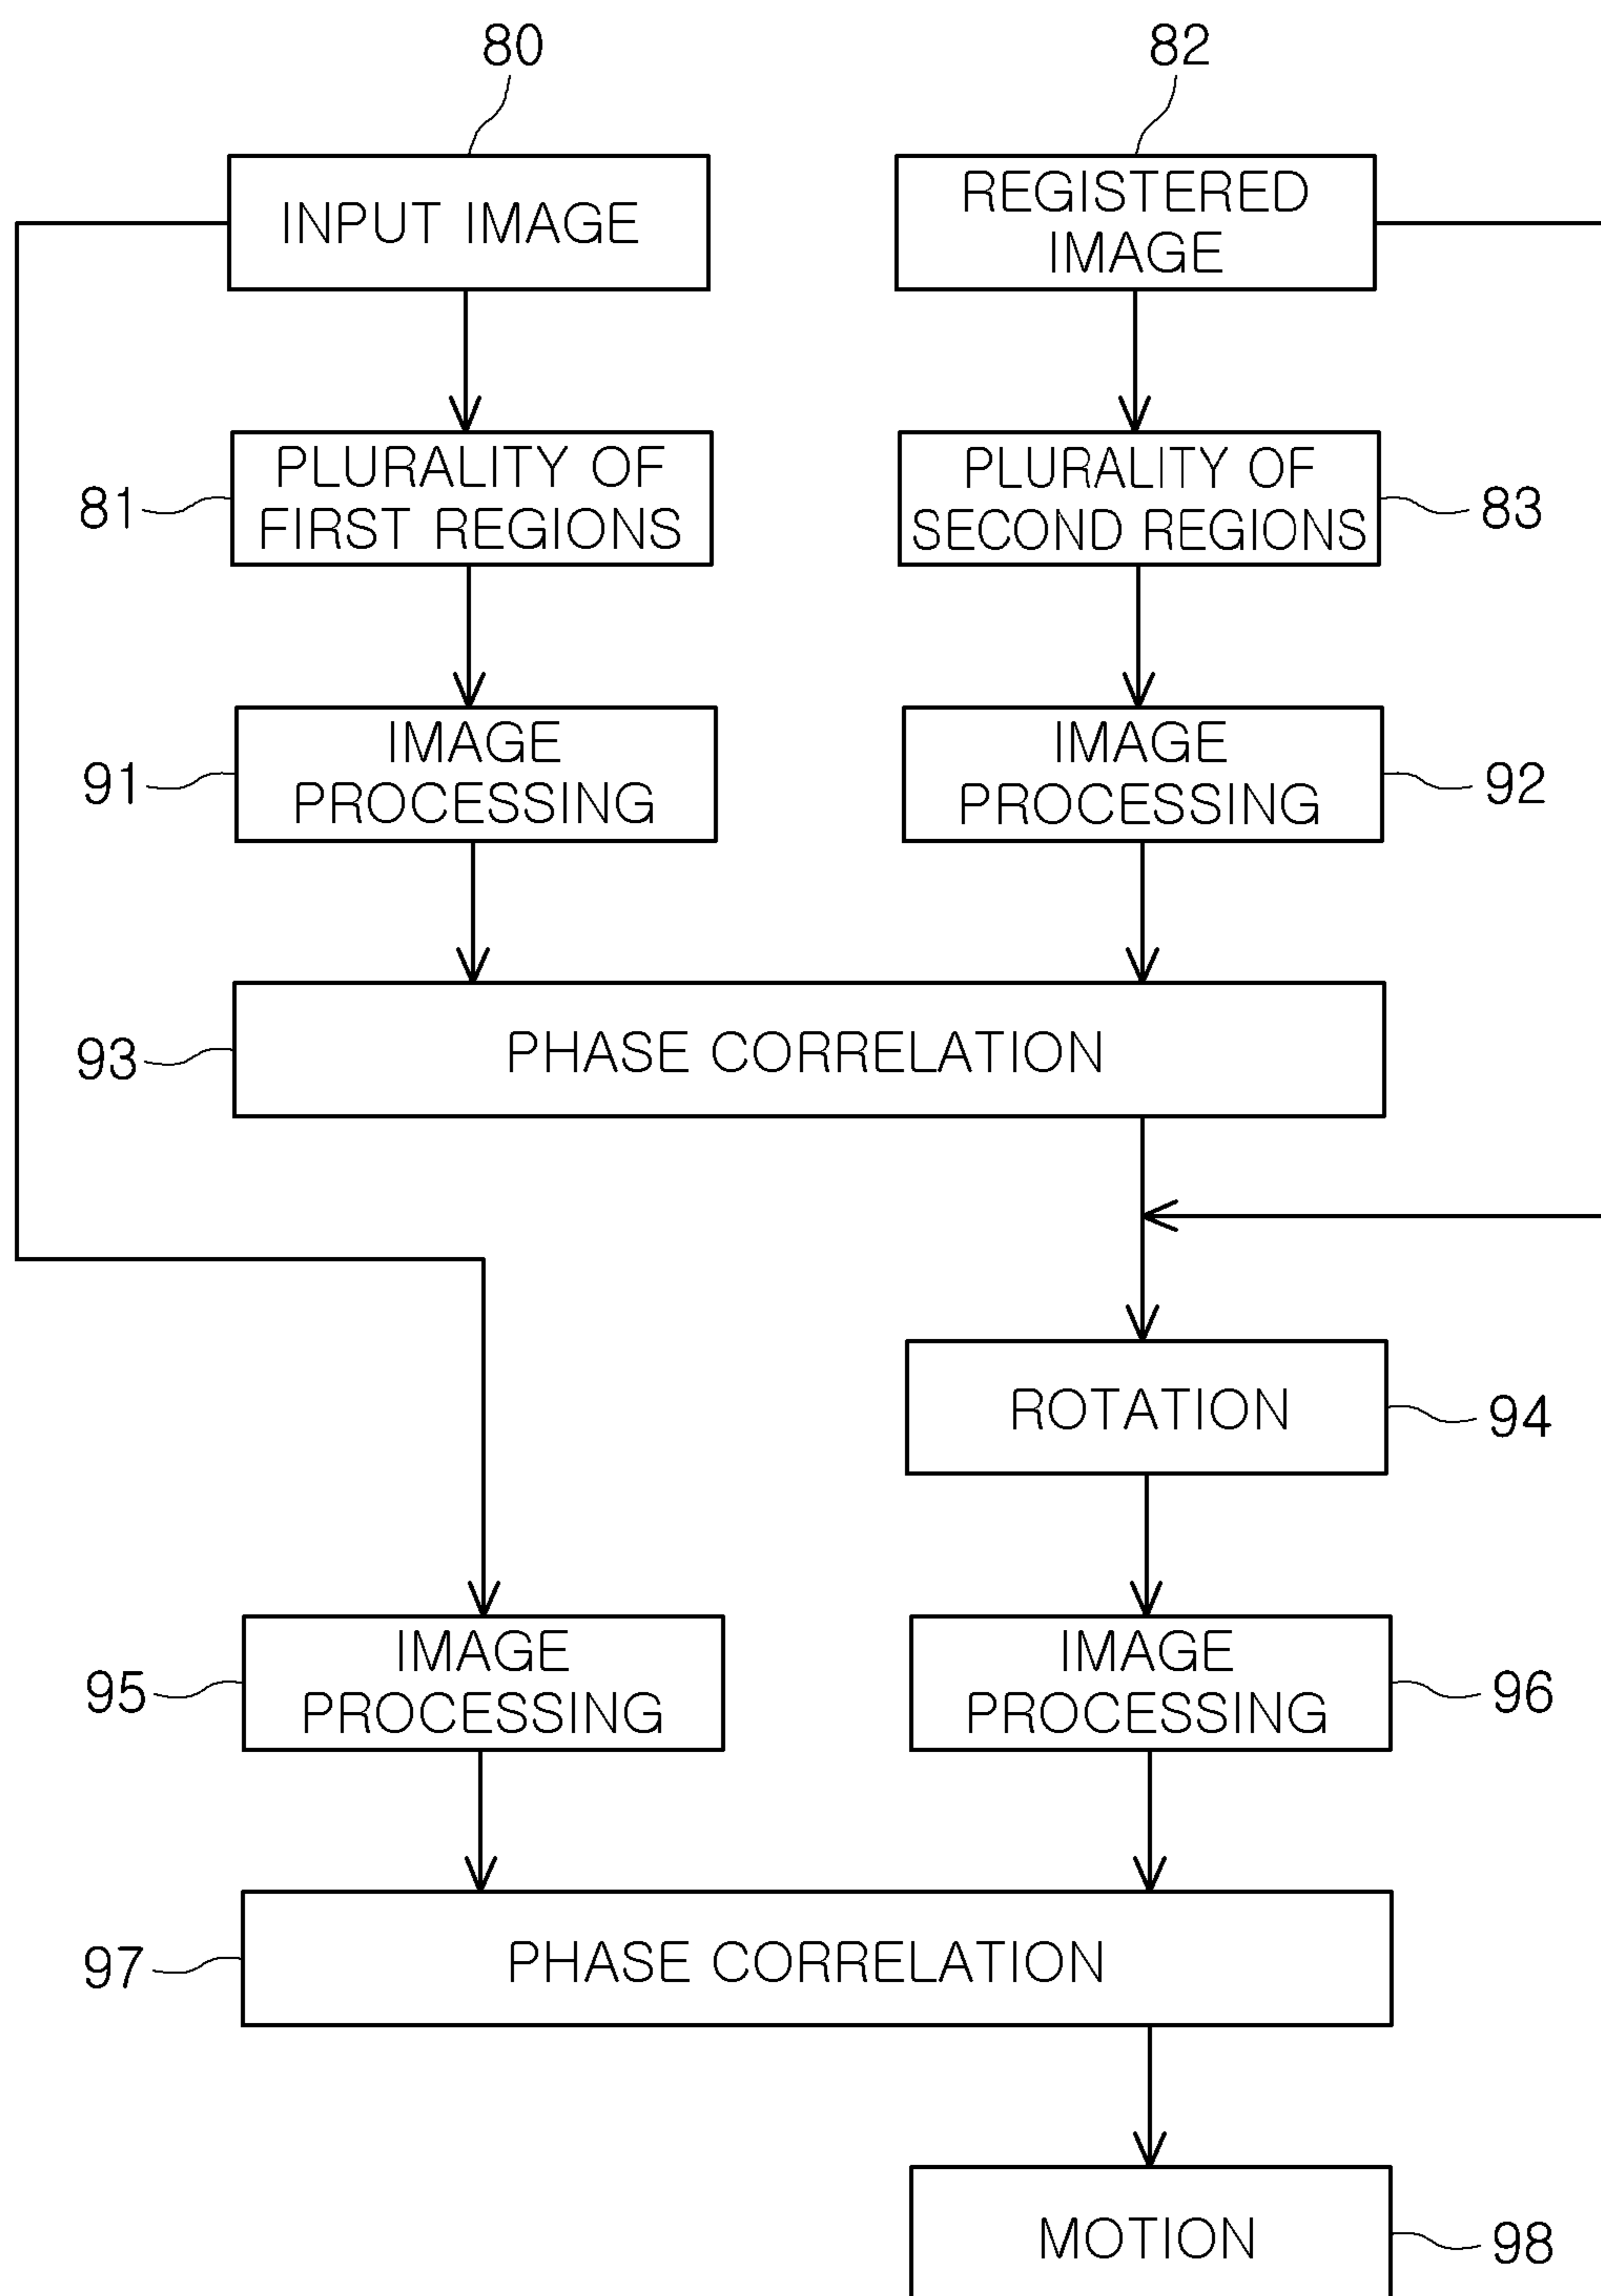 80
82
INPUT IMAGE
REGISTERED
IMAGE
PLURALITY OF
FIRST REGIONS
81
PLURALITY OF
SECOND REGIONS
83
IMAGE
PROCESSING
91
IMAGE
PROCESSING
92
PHASE CORRELATION
93
ROTATION
94
IMAGE
PROCESSING
95
IMAGE
PROCESSING
96
PHASE CORRELATION
97
MOTION
98